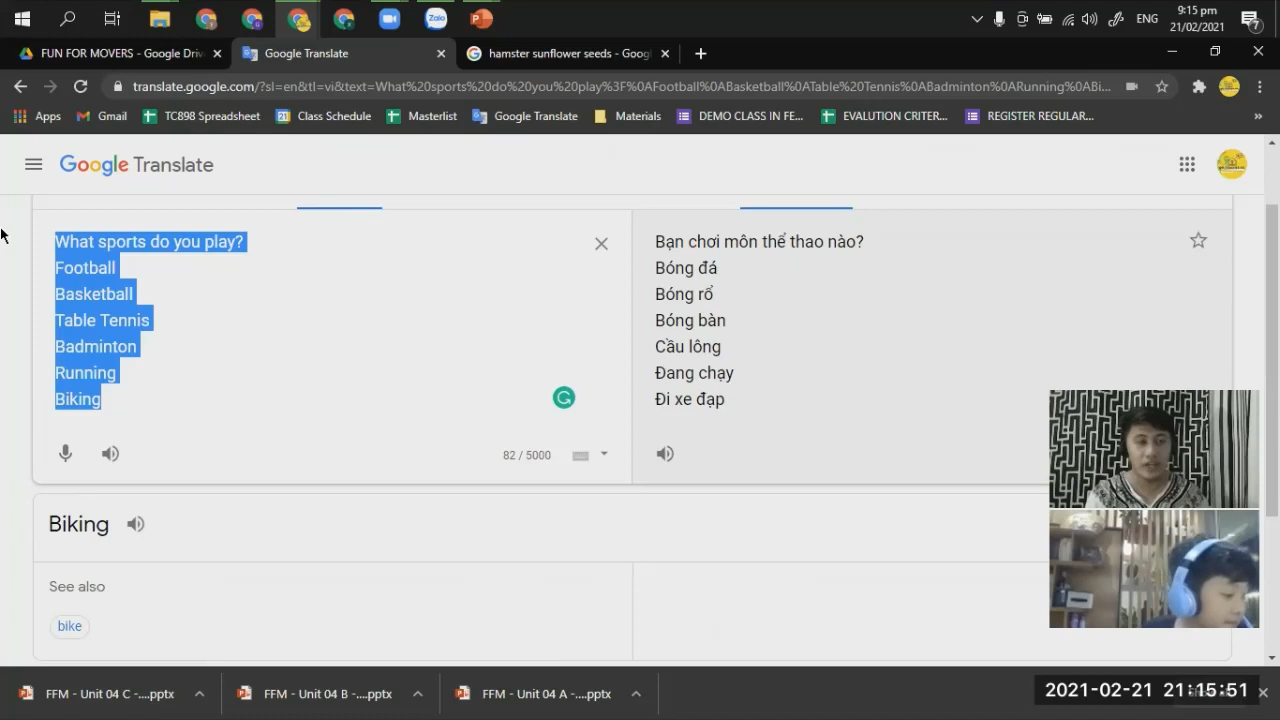 9:15 pm
ENG
21/02/2021
7
Zalo
FUN FOR MOVERS - Google Driv
Google Translate
hamster sunflower seeds - Googl
translate.google.com/?sl=en&tl=vi&text=What%20sports%20do%20you%20play%3F%0AFootball%0ABasketball%0ATable%20Tennis%0ABadminton%0ARunning%0ABi...
Apps
Gmail
TC898 Spreadsheet
Class Schedule
Masterlist
Google Translate
Materials
DEMO CLASS IN FE...
EVALUTION CRITER...
REGISTER REGULAR...
»
Google Translate
What sports do you play?
Football
Basketball
Table Tennis
Badminton
Running
Biking
82 / 5000
Bạn chơi môn thể thao nào?
Bóng đá
Bóng rổ
Bóng bàn
Cầu lông
Đang chạy
Đi xe đạp
Biking
See also
bike
FFM - Unit 04 C -....pptx
FFM - Unit 04 B -....pptx
FFM - Unit 04 A -....pptx
2021-02-21 21:15:51